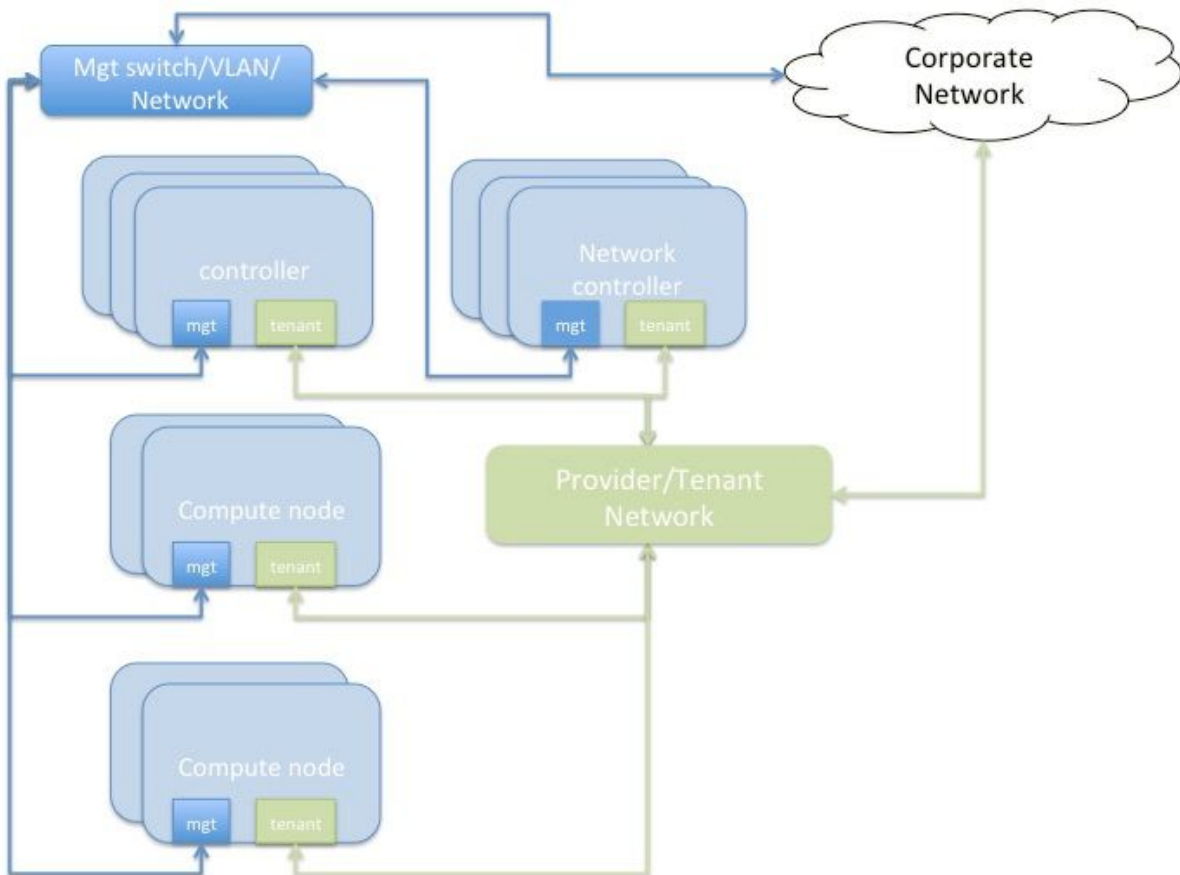 Mgt switch/VLAN/
Network
Corporate
Network
controller
mgt
tenant
Network
controller
mgt
tenant
Compute node
mgt
tenant
Provider/Tenant
Network
Compute node
mgt
tenant